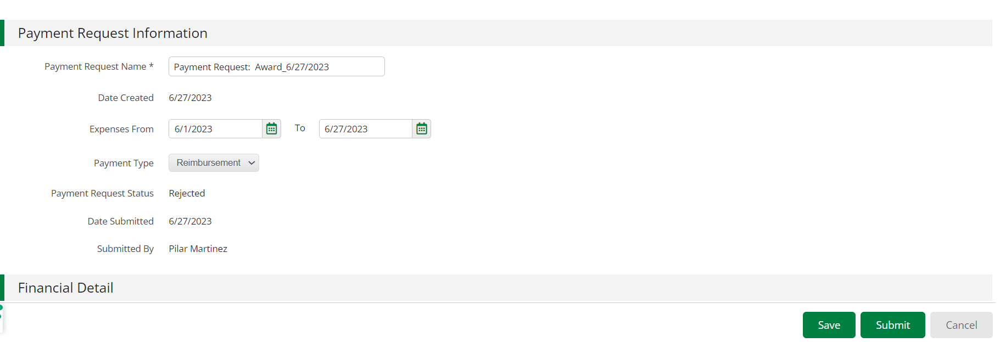 Payment Request Information
Payment Request Name * Payment Request:  Award_6/27/2023
Date Created 6/27/2023
Expenses From 6/1/2023 To 6/27/2023
Payment Type Reimbursement
Payment Request Status Rejected
Date Submitted 6/27/2023
Submitted By Pilar Martinez
Financial Detail
Save Submit Cancel